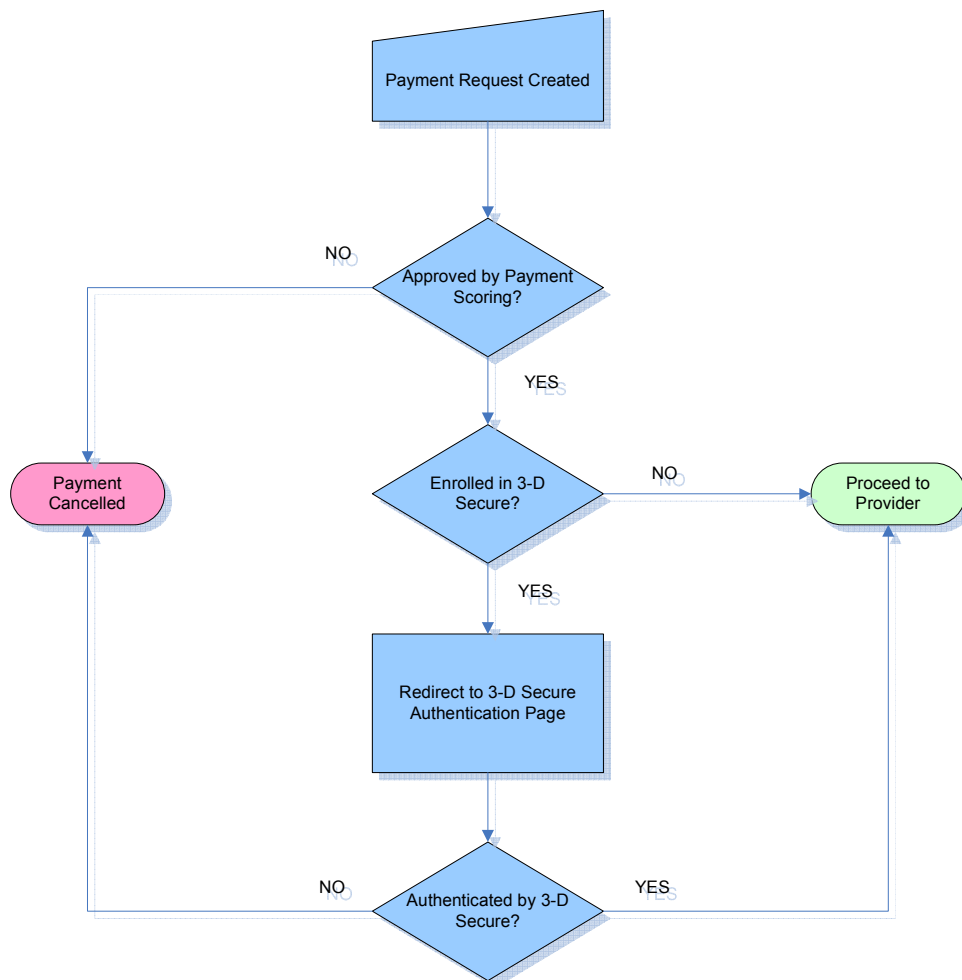 Payment Request Created
NO
Approved by Payment
Scoring?
YES
Payment
Cancelled
Enrolled in 3-D
Secure?
NO
Proceed to
Provider
YES
Redirect to 3-D Secure
Authentication Page
NO
Authenticated by 3-D
Secure?
YES